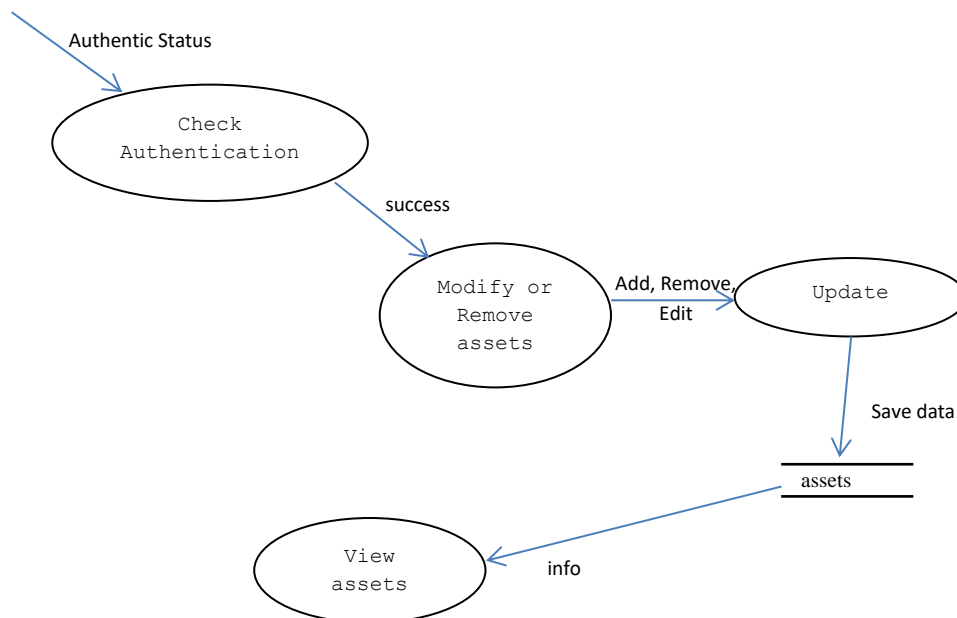 Authentic Status
Check
Authentication
success
Modify or
Remove
assets
Add, Remove,
Edit
Update
Save data
assets
info
View
assets